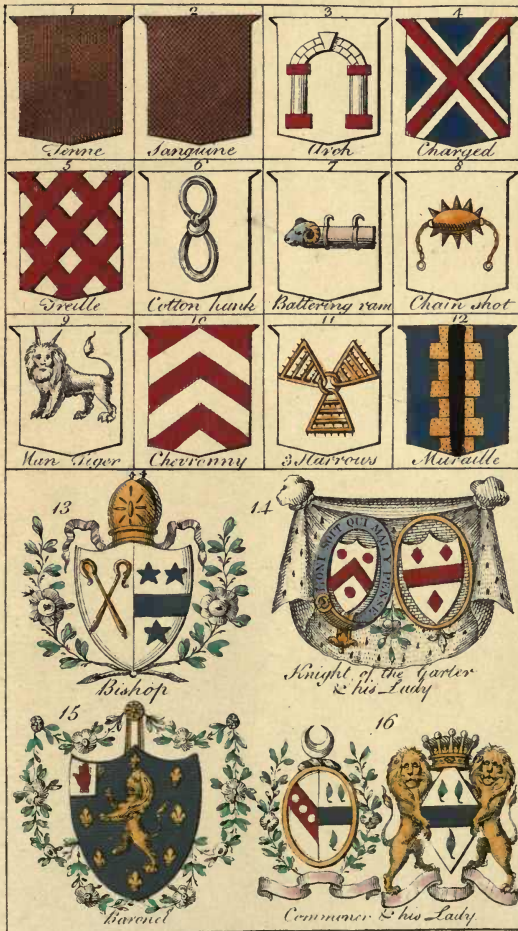 1 2 3 4
Tenne Sanguine Arch Charged
5 6 7 8
Treille Cotton hank Battering ram Chain shot
9 10 11 12
Man Tiger Chevronny 3 Harrows Muraille
13 14
HONI SOIT QUI MAL Y PENSE
Bishop
Knight of the Garter
& his Lady
15 16
Baronet
Commoner & his Lady